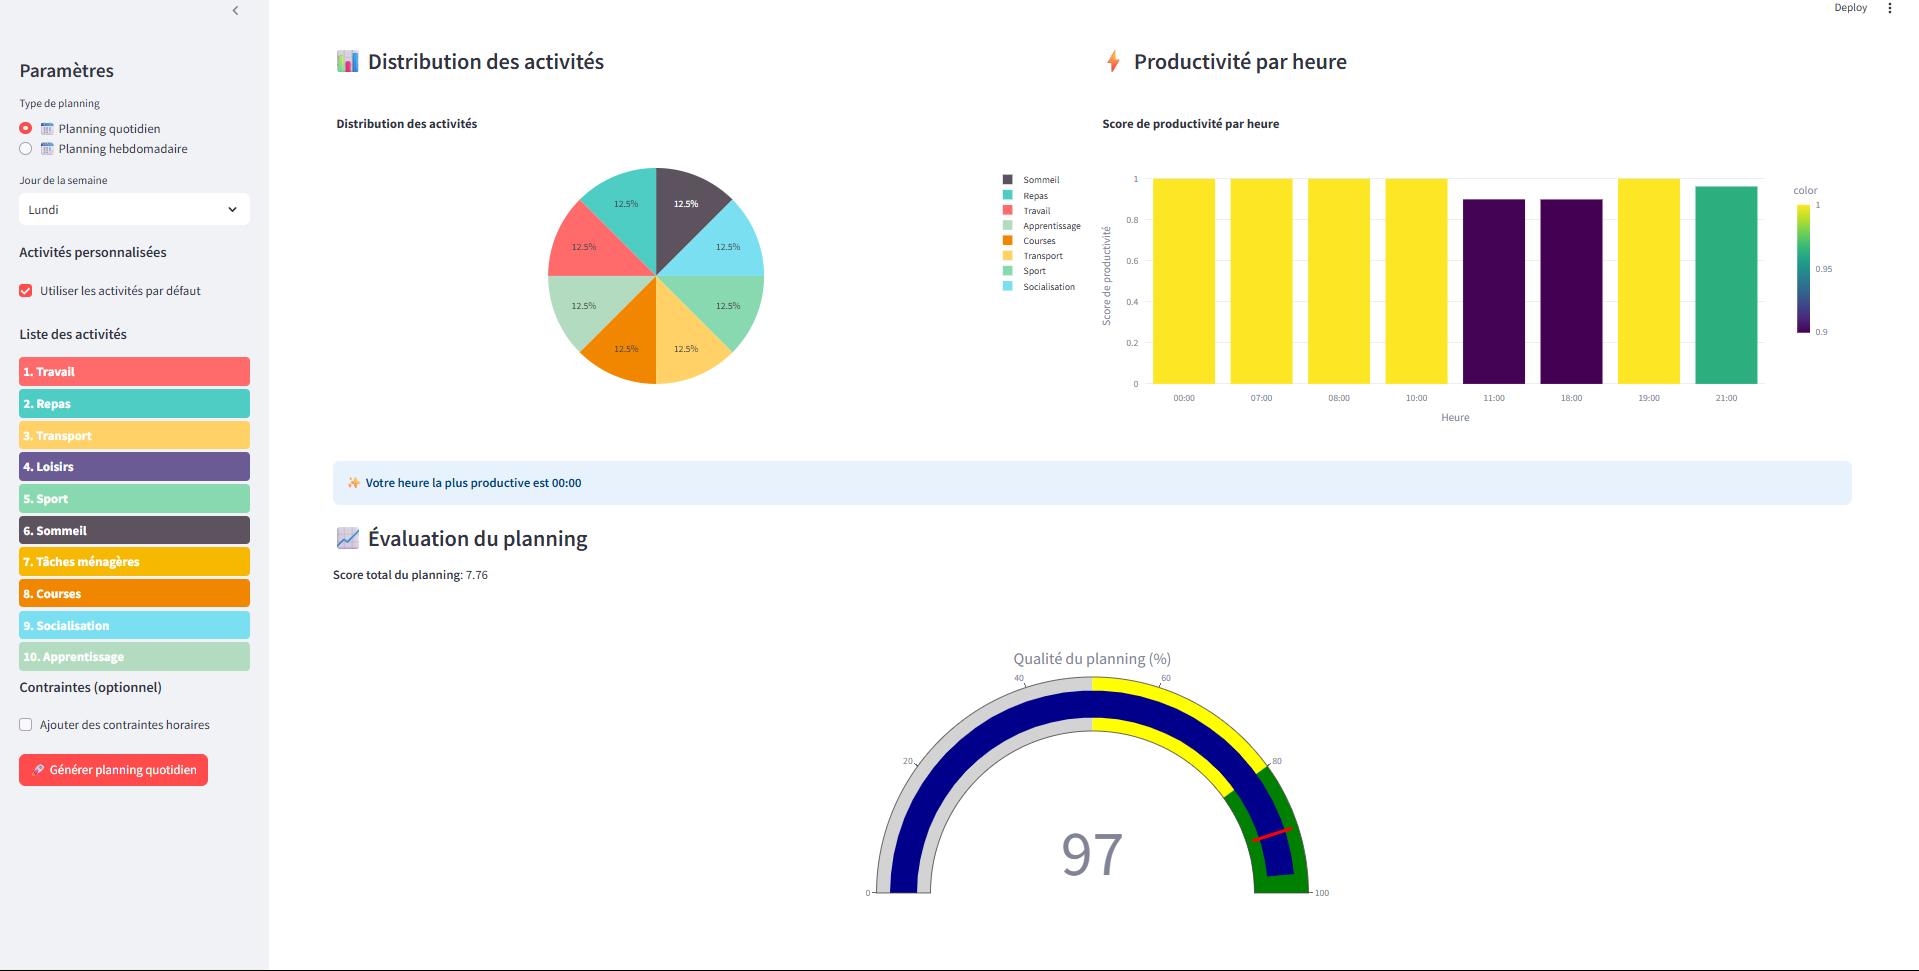 Deploy
Paramètres
Type de planning
Planning quotidien
Planning hebdomadaire
Jour de la semaine
Lundi
Activités personnalisées
Utiliser les activités par défaut
Liste des activités
1. Travail
2. Repas
3. Transport
4. Loisirs
5. Sport
6. Sommeil
7. Tâches ménagères
8. Courses
9. Socialisation
10. Apprentissage
Contraintes (optionnel)
Ajouter des contraintes horaires
Générer planning quotidien
Distribution des activités
Distribution des activités
12.5%
12.5%
12.5%
12.5%
12.5%
12.5%
12.5%
12.5%
Sommeil
Repas
Travail
Apprentissage
Courses
Transport
Sport
Socialisation
Productivité par heure
Score de productivité par heure
Score de productivité
1
0.8
0.6
0.4
0.2
0
00:00
07:00
08:00
10:00
11:00
18:00
19:00
21:00
Heure
color
1
0.95
0.9
Votre heure la plus productive est 00:00
Évaluation du planning
Score total du planning: 7.76
Qualité du planning (%)
0
20
40
60
80
100
97